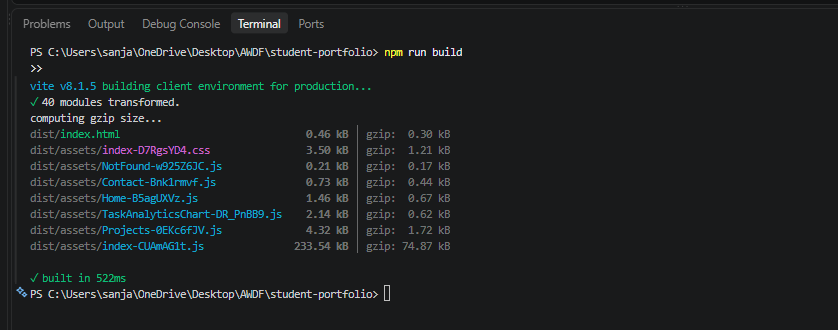 Problems Output Debug Console Terminal Ports
PS C:\Users\sanja\OneDrive\Desktop\AWDF\student-portfolio> npm run build
>>
vite v8.1.5 building client environment for production...
✓ 40 modules transformed.
computing gzip size...
dist/index.html 0.46 kB │ gzip: 0.30 kB
dist/assets/index-D7RgsYD4.css 3.50 kB │ gzip: 1.21 kB
dist/assets/NotFound-w925Z6JC.js 0.21 kB │ gzip: 0.17 kB
dist/assets/Contact-Bnk1rmvf.js 0.73 kB │ gzip: 0.44 kB
dist/assets/Home-B5agUXVz.js 1.46 kB │ gzip: 0.67 kB
dist/assets/TaskAnalyticsChart-DR_PnBB9.js 2.14 kB │ gzip: 0.62 kB
dist/assets/Projects-0EKc6fJV.js 4.32 kB │ gzip: 1.72 kB
dist/assets/index-CUAmAG1t.js 233.54 kB │ gzip: 74.87 kB
✓ built in 522ms
PS C:\Users\sanja\OneDrive\Desktop\AWDF\student-portfolio>